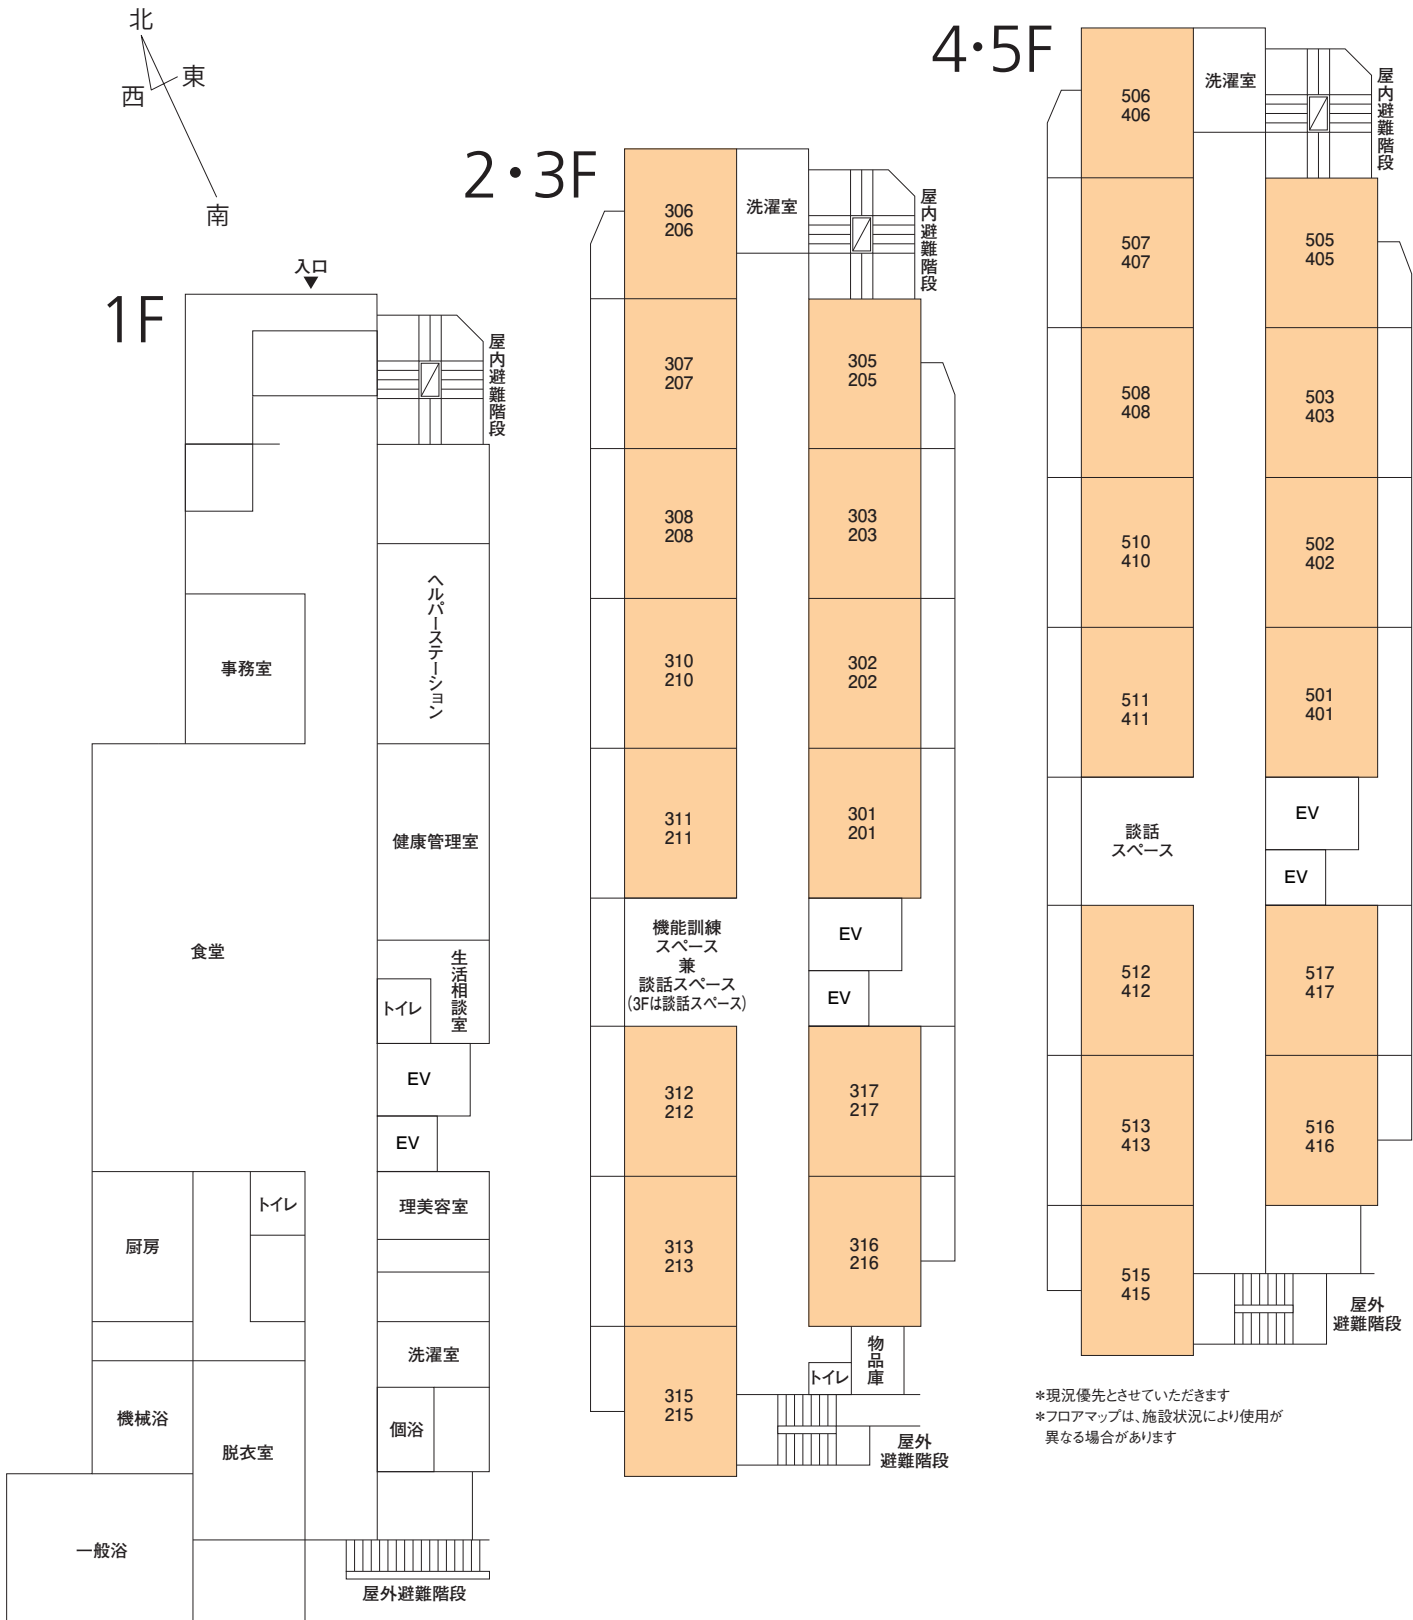 北
東
西
南
1F
入口
屋内避難階段
ヘルパーステーション
事務室
健康管理室
食堂
生活相談室
トイレ
EV
EV
トイレ
理美容室
厨房
洗濯室
機械浴
個浴
脱衣室
一般浴
屋外避難階段
2・3F
306
206
洗濯室
屋内避難階段
307
207
305
205
308
208
303
203
310
210
302
202
311
211
301
201
機能訓練
スペース
兼
談話スペース
(3Fは談話スペース)
EV
EV
312
212
317
217
313
213
316
216
物品庫
トイレ
315
215
屋外
避難階段
4・5F
506
406
洗濯室
屋内避難階段
507
407
505
405
508
408
503
403
510
410
502
402
511
411
501
401
談話
スペース
EV
EV
512
412
517
417
513
413
516
416
515
415
屋外
避難階段
*現況優先とさせていただきます
*フロアマップは、施設状況により使用が
異なる場合があります